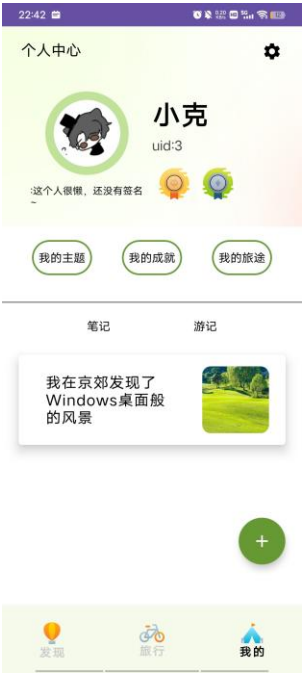 22:42
个人中心
小克
uid:3
:这个人很懒，还没有签名
~
我的主题
我的成就
我的旅途
笔记
游记
我在京郊发现了
Windows桌面般
的风景
+
发现
旅行
我的